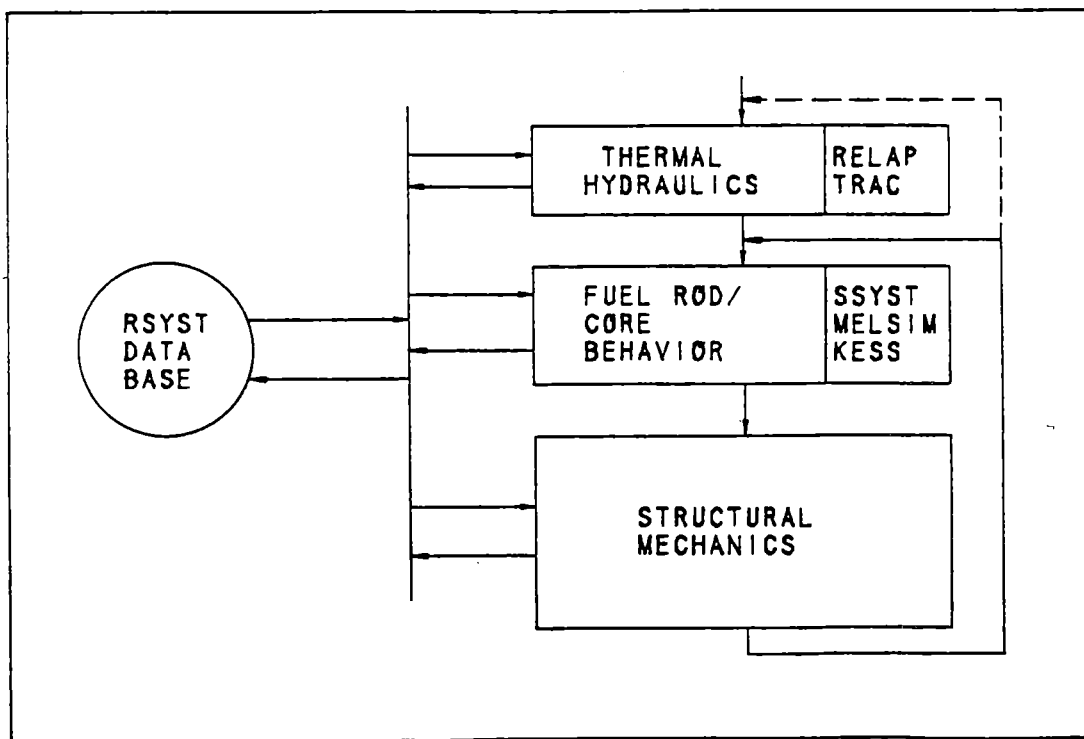 THERMAL
HYDRAULICS
RELAP
TRAC
RSYST
DATA
BASE
FUEL RØD/
CØRE
BEHAVIØR
SSYST
MELSIM
KESS
STRUCTURAL
MECHANICS